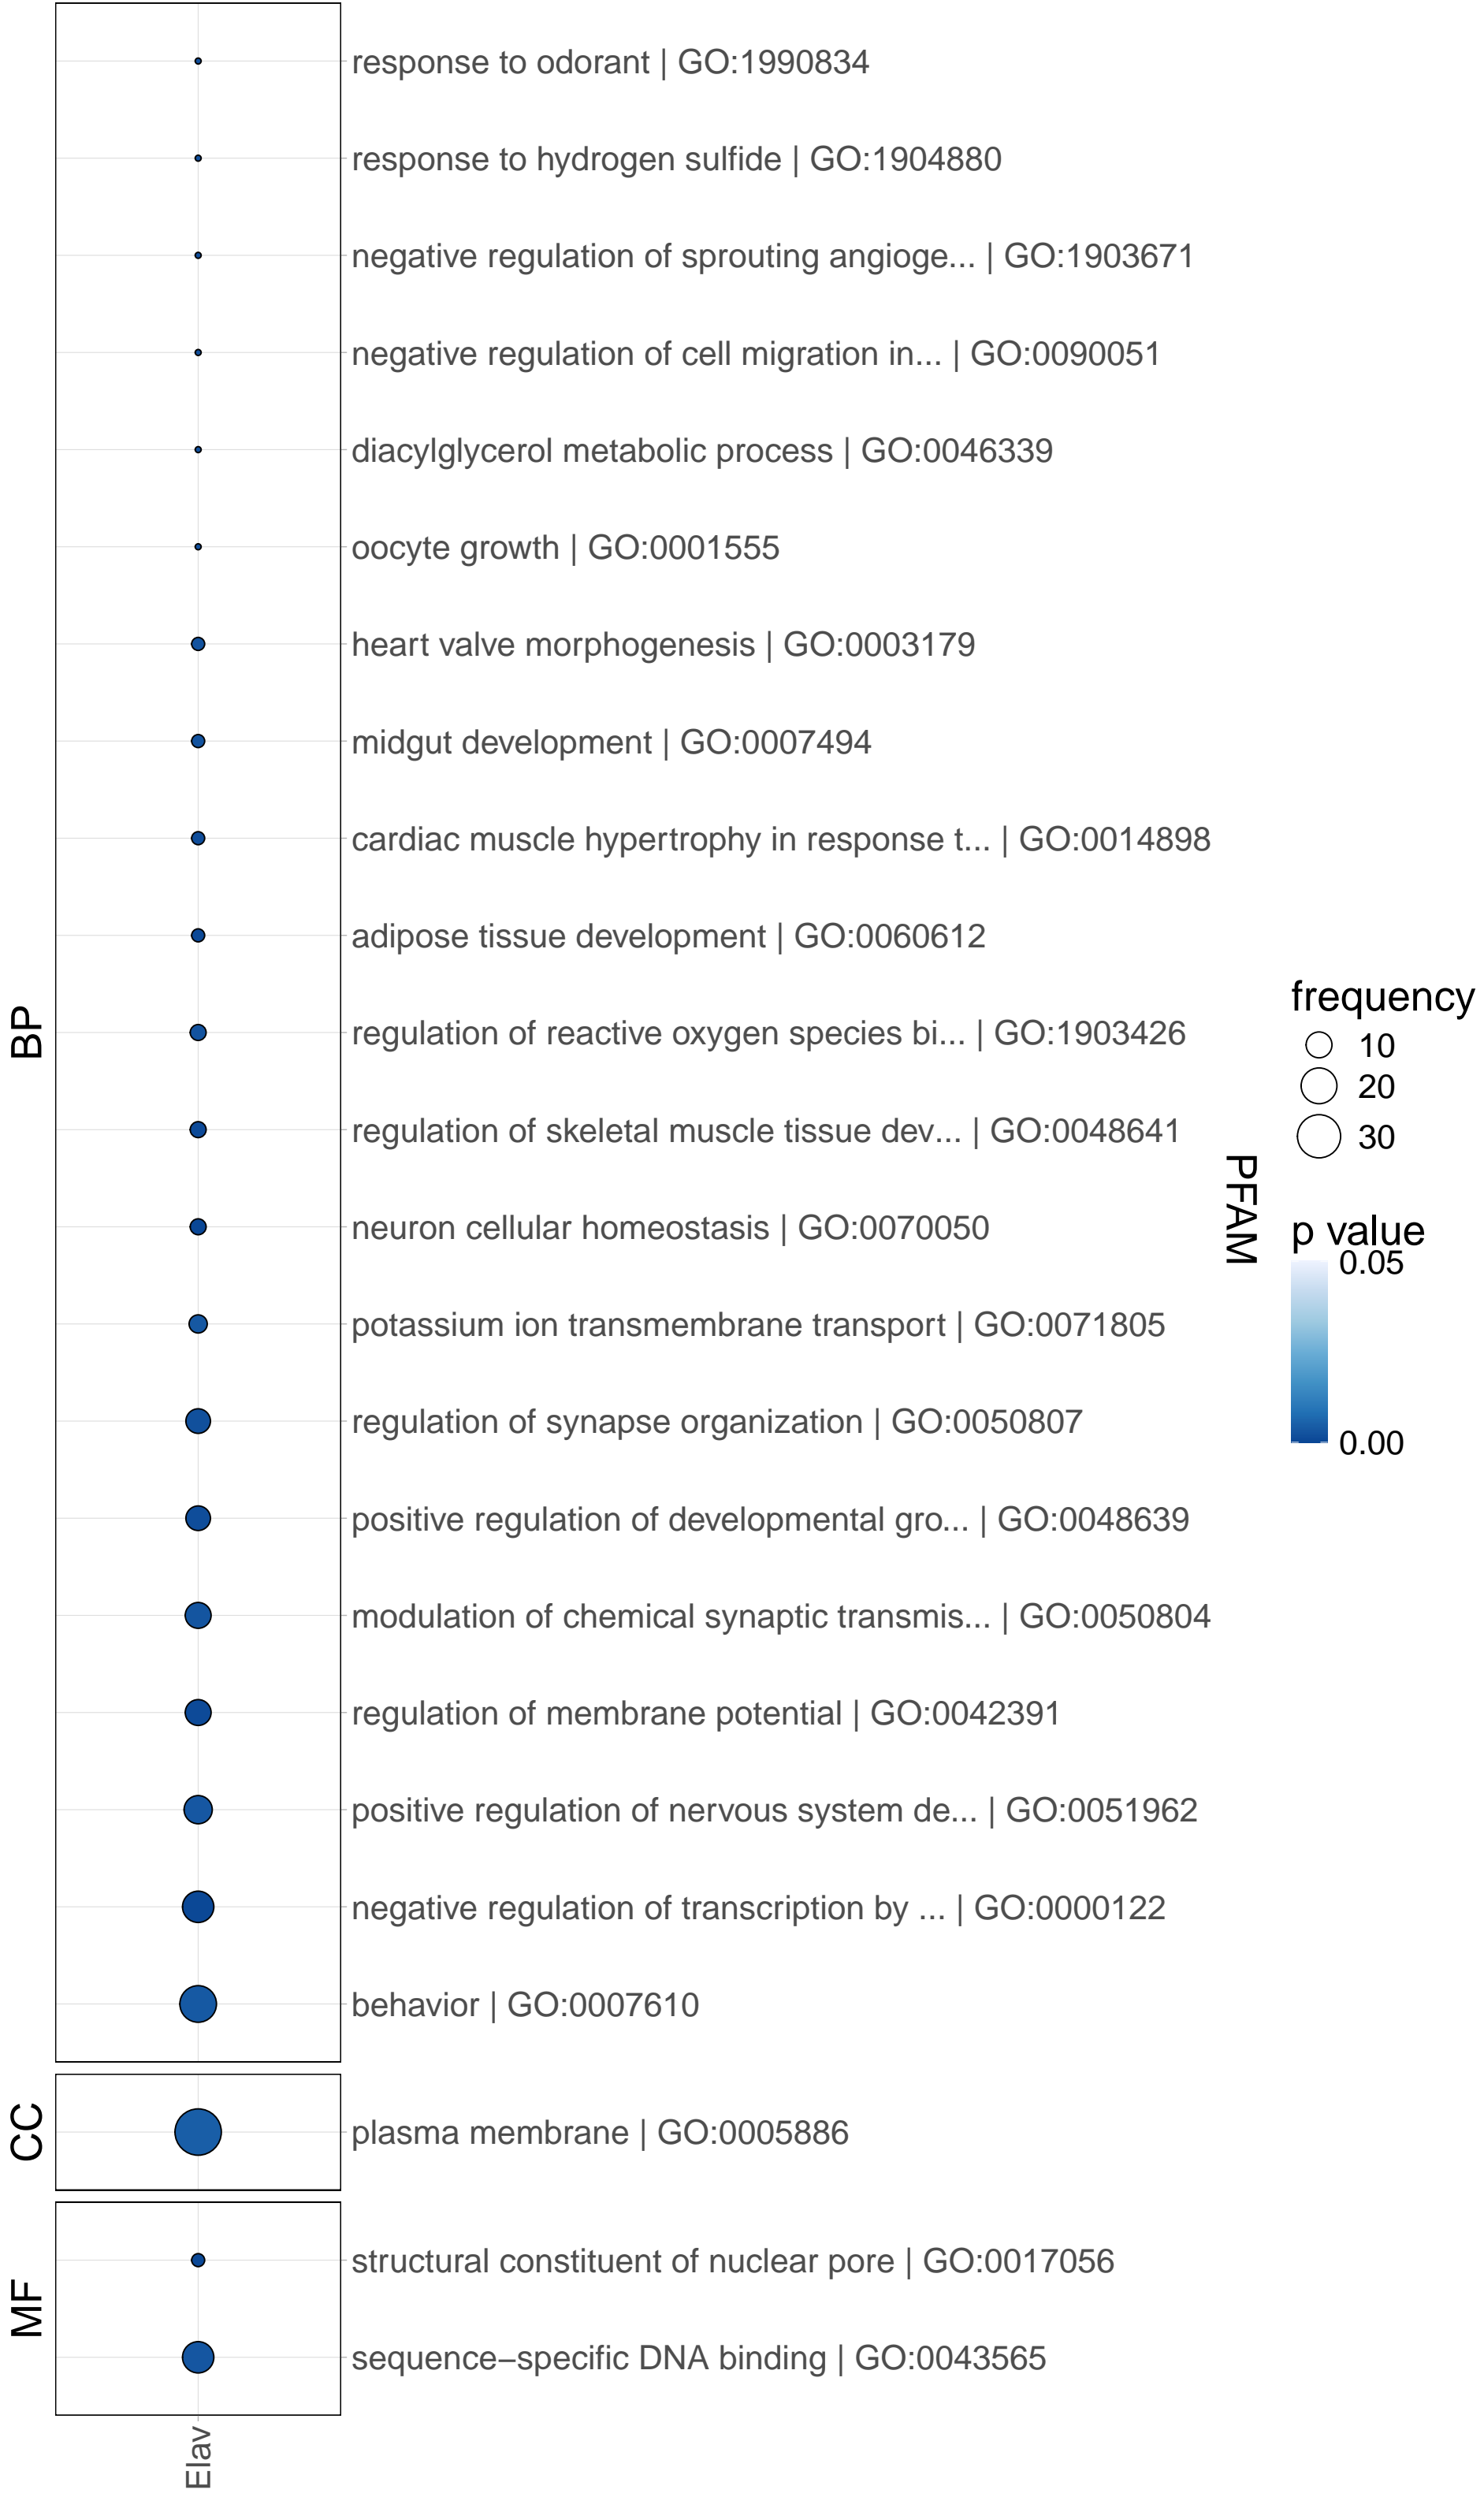 BP
response to odorant | GO:1990834
response to hydrogen sulfide | GO:1904880
negative regulation of sprouting angioge... | GO:1903671
negative regulation of cell migration in... | GO:0090051
diacylglycerol metabolic process | GO:0046339
oocyte growth | GO:0001555
heart valve morphogenesis | GO:0003179
midgut development | GO:0007494
cardiac muscle hypertrophy in response t... | GO:0014898
adipose tissue development | GO:0060612
regulation of reactive oxygen species bi... | GO:1903426
regulation of skeletal muscle tissue dev... | GO:0048641
neuron cellular homeostasis | GO:0070050
potassium ion transmembrane transport | GO:0071805
regulation of synapse organization | GO:0050807
positive regulation of developmental gro... | GO:0048639
modulation of chemical synaptic transmis... | GO:0050804
regulation of membrane potential | GO:0042391
positive regulation of nervous system de... | GO:0051962
negative regulation of transcription by ... | GO:0000122
behavior | GO:0007610
CC
plasma membrane | GO:0005886
MF
structural constituent of nuclear pore | GO:0017056
sequence−specific DNA binding | GO:0043565
Elav
PFAM
frequency
10
20
30
p value
0.05
0.00